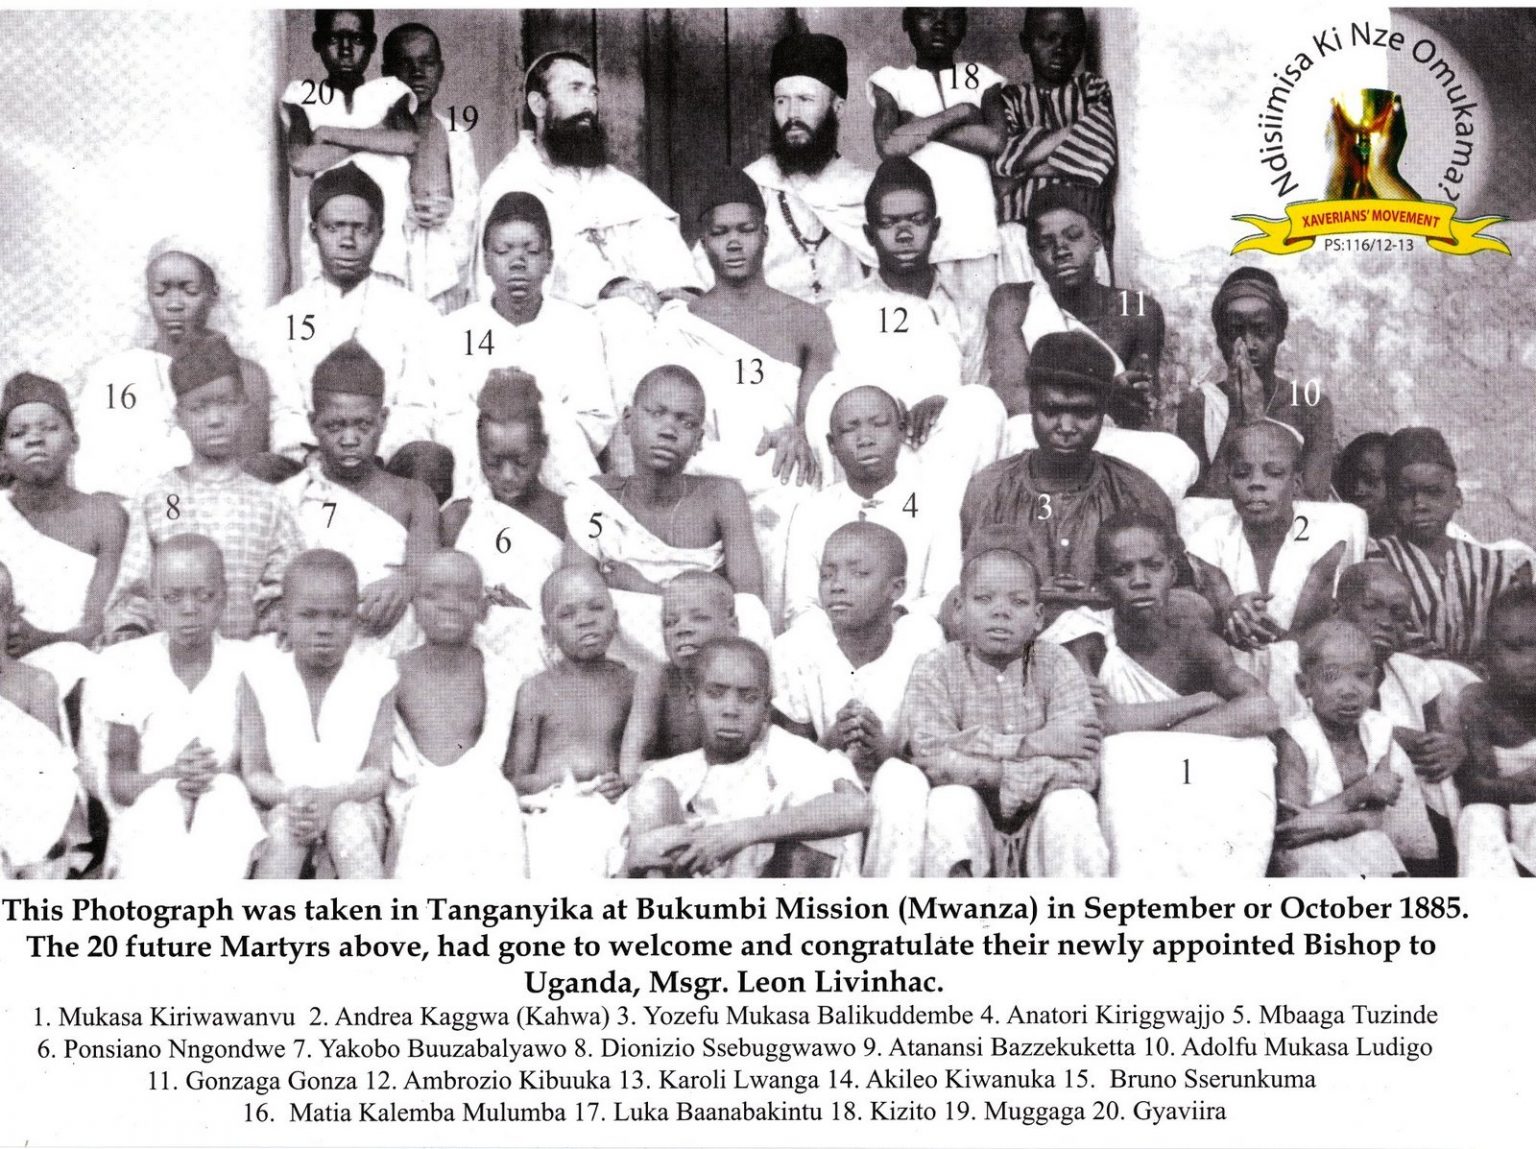 Ndisiimisa Ki Nze Omukama?
XAVERIANS' MOVEMENT
PS:116/12-13
20
19
18
15
14
13
12
11
10
16
8
7
6
5
4
3
2
1
This Photograph was taken in Tanganyika at Bukumbi Mission (Mwanza) in September or October 1885.
The 20 future Martyrs above, had gone to welcome and congratulate their newly appointed Bishop to
Uganda, Msgr. Leon Livinhac.
1. Mukasa Kiriwawanvu 2. Andrea Kaggwa (Kahwa) 3. Yozefu Mukasa Balikuddembe 4. Anatori Kiriggwajjo 5. Mbaaga Tuzinde
6. Ponsiano Nngondwe 7. Yakobo Buuzabalyawo 8. Dionizio Ssebuggwawo 9. Atanansi Bazzekuketta 10. Adolfu Mukasa Ludigo
11. Gonzaga Gonza 12. Ambrozio Kibuuka 13. Karoli Lwanga 14. Akileo Kiwanuka 15. Bruno Sserunkuma
16. Matia Kalemba Mulumba 17. Luka Baanabakintu 18. Kizito 19. Muggaga 20. Gyaviira